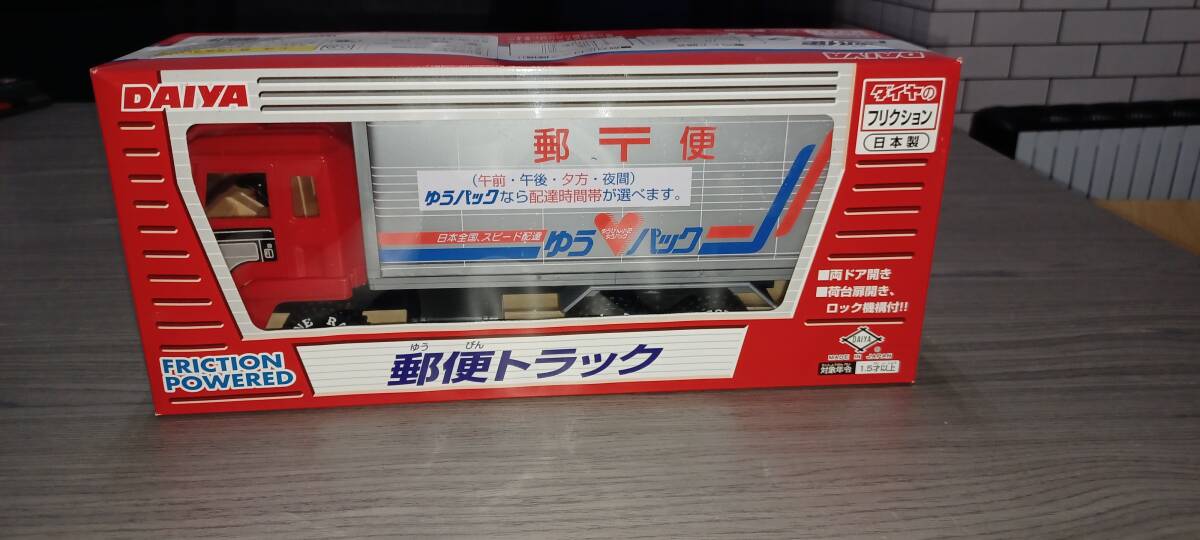 DAIYA
DAIYA
ダイヤの
フリクション
日本製
郵〒便
(午前・午後・夕方・夜間)
ゆうパックなら配達時間帯が選べます。
日本全国、スピード配達
ゆうパック
■両ドア開き
■荷台扉開き、
ロック機構付!!
DAIYA
®
MADE IN JAPAN
対象年令 1.5才以上
FRICTION
POWERED
ゆう びん
郵便トラック